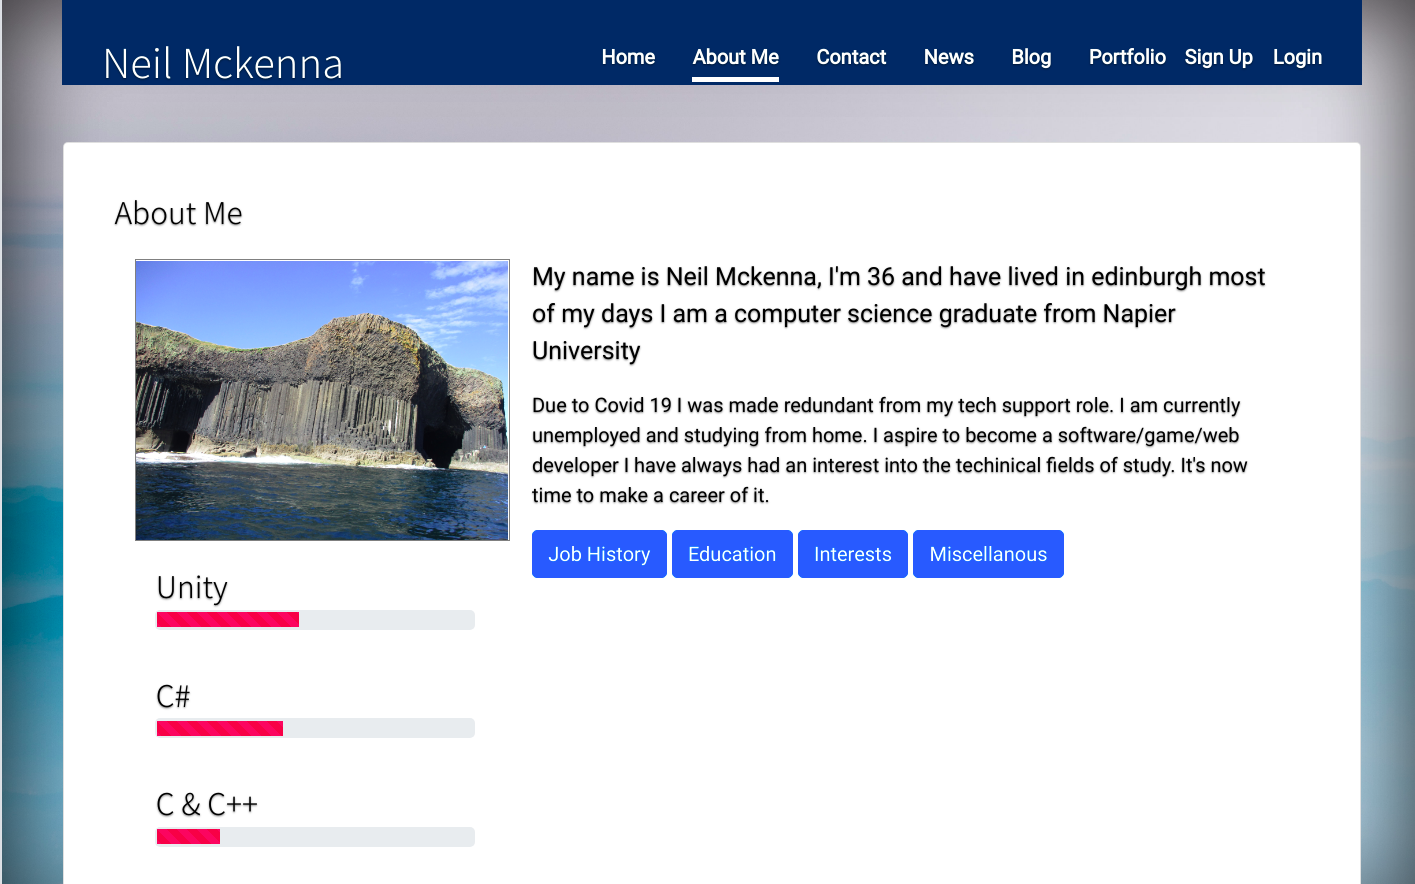 Neil Mckenna
Home About Me Contact News Blog Portfolio Sign Up Login
About Me
My name is Neil Mckenna, I'm 36 and have lived in edinburgh most
of my days I am a computer science graduate from Napier
University
Due to Covid 19 I was made redundant from my tech support role. I am currently
unemployed and studying from home. I aspire to become a software/game/web
developer I have always had an interest into the techinical fields of study. It's now
time to make a career of it.
Job History Education Interests Miscellanous
Unity
C#
C & C++